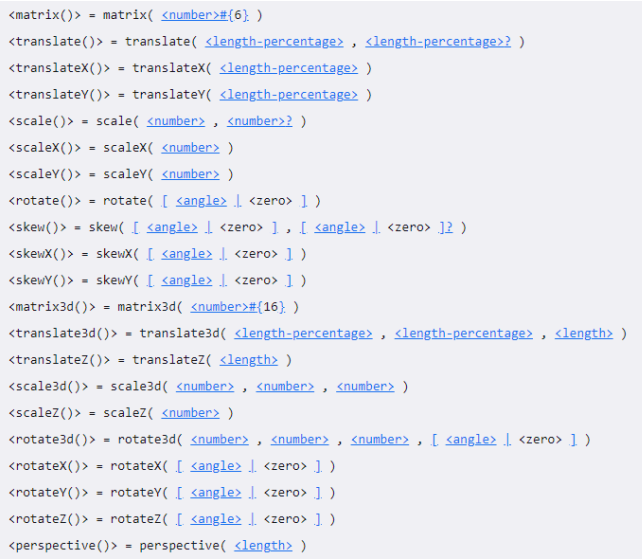 <matrix()> = matrix( <number>#{6} )
<translate()> = translate( <length-percentage> , <length-percentage>? )
<translateX()> = translateX( <length-percentage> )
<translateY()> = translateY( <length-percentage> )
<scale()> = scale( <number> , <number>? )
<scaleX()> = scaleX( <number> )
<scaleY()> = scaleY( <number> )
<rotate()> = rotate( [ <angle> | <zero> ] )
<skew()> = skew( [ <angle> | <zero> ] , [ <angle> | <zero> ]? )
<skewX()> = skewX( [ <angle> | <zero> ] )
<skewY()> = skewY( [ <angle> | <zero> ] )
<matrix3d()> = matrix3d( <number>#{16} )
<translate3d()> = translate3d( <length-percentage> , <length-percentage> , <length> )
<translateZ()> = translateZ( <length> )
<scale3d()> = scale3d( <number> , <number> , <number> )
<scaleZ()> = scaleZ( <number> )
<rotate3d()> = rotate3d( <number> , <number> , <number> , [ <angle> | <zero> ] )
<rotateX()> = rotateX( [ <angle> | <zero> ] )
<rotateY()> = rotateY( [ <angle> | <zero> ] )
<rotateZ()> = rotateZ( [ <angle> | <zero> ] )
<perspective()> = perspective( <length> )